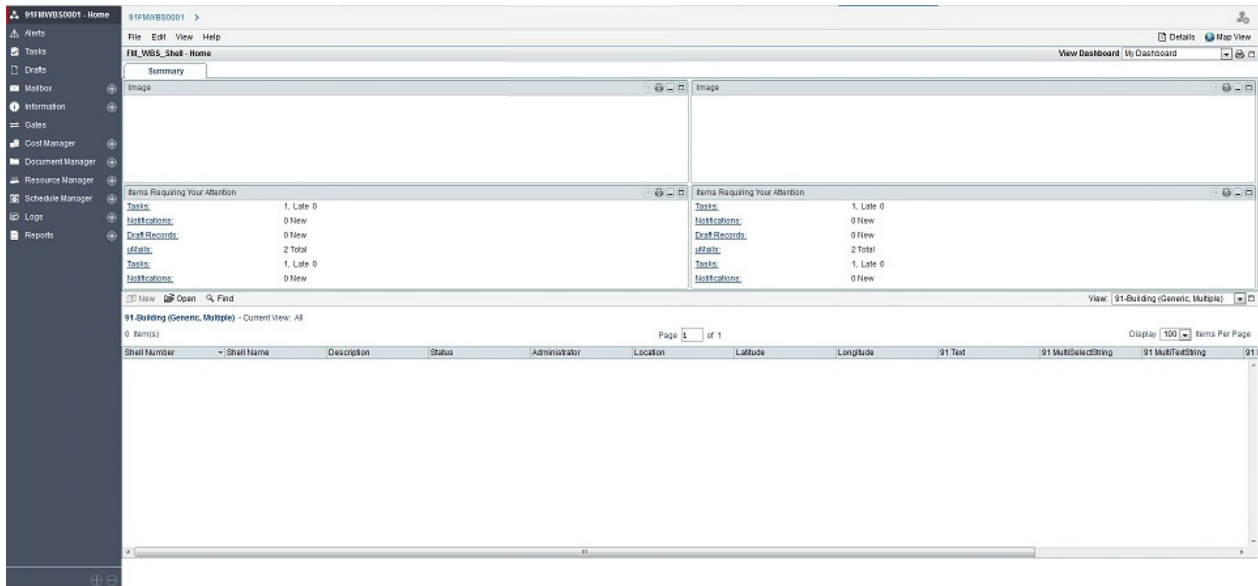 91FMWBS0001 - Home
Alerts
Tasks
Drafts
Mailbox
Information
Gates
Cost Manager
Document Manager
Resource Manager
Schedule Manager
Logs
Reports
91FMWBS0001 >
File Edit View Help
Details Map View
FM_WBS_Shell - Home
View Dashboard My Dashboard
Summary
Image
Image
Items Requiring Your Attention
Tasks: 1, Late 0
Notifications: 0 New
Draft Records: 0 New
uMails: 2 Total
Tasks: 1, Late 0
Notifications: 0 New
Items Requiring Your Attention
Tasks: 1, Late 0
Notifications: 0 New
Draft Records: 0 New
uMails: 2 Total
Tasks: 1, Late 0
Notifications: 0 New
New Open Find
View: 91-Building (Generic, Multiple)
91-Building (Generic, Multiple) - Current View: All
0 Item(s)
Page 1 of 1
Display 100 Items Per Page
Shell Number Shell Name Description Status Administrator Location Latitude Longitude 91 Text 91 MultiSelectString 91 MultiTextString 91